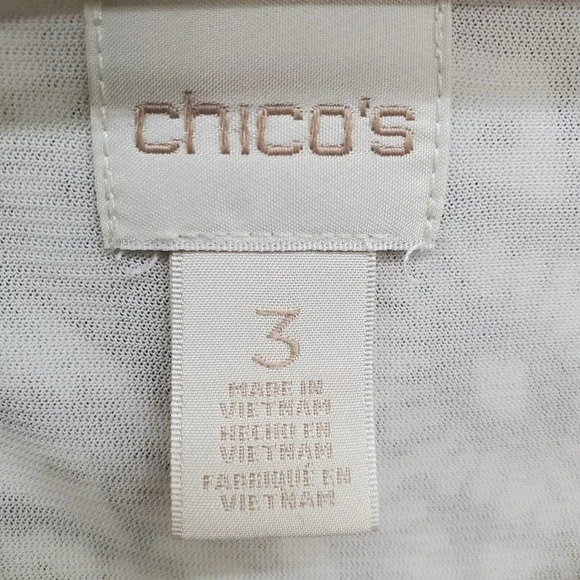 chico's
3
MADE IN
VIETNAM
HECHO EN
VIETNAM
FABRIQUÉ EN
VIETNAM